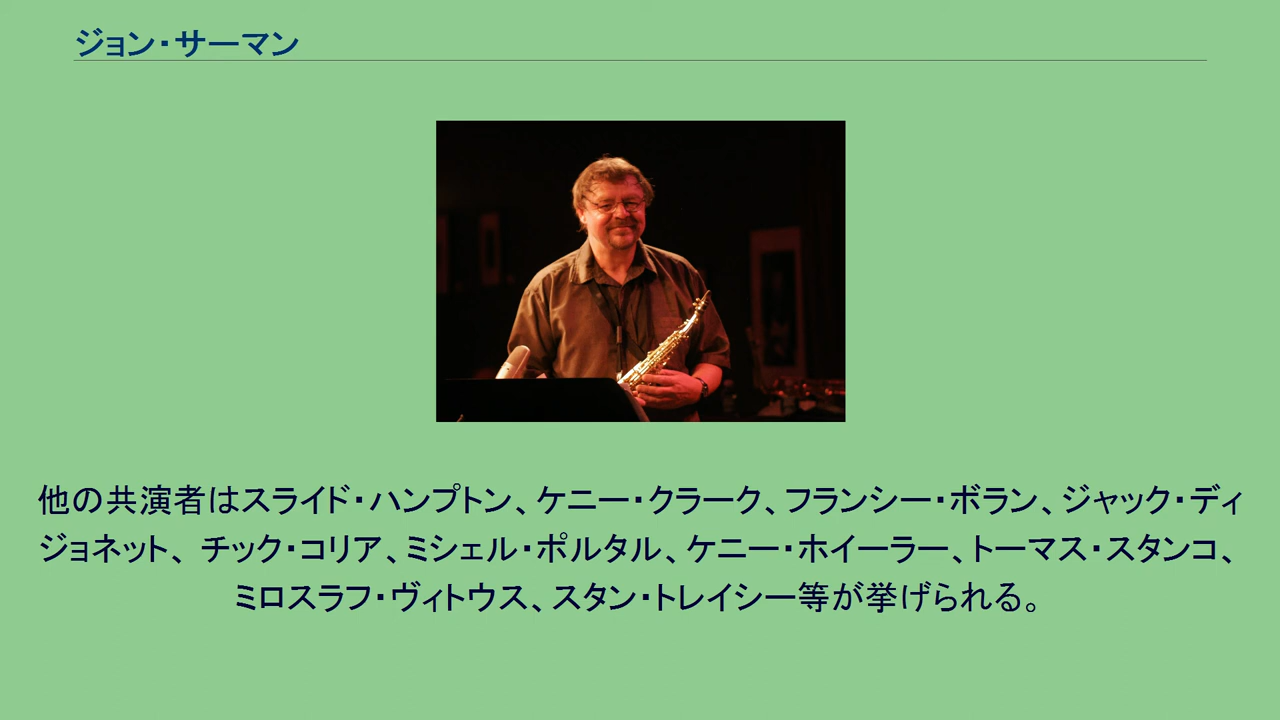 ジョン・サーマン
他の共演者はスライド・ハンプトン、ケニー・クラーク、フランシー・ボラン、ジャック・ディ
ジョネット、 チック・コリア、ミシェル・ポルタル、ケニー・ホイーラー、トーマス・スタンコ、
ミロスラフ・ヴィトウス、スタン・トレイシー等が挙げられる。